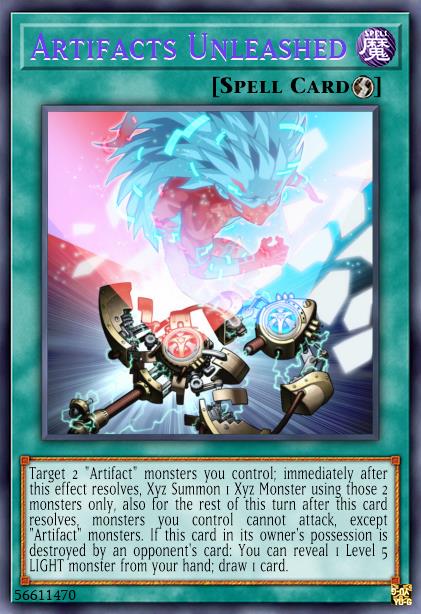 Artifacts Unleashed
SPELL
魔
[Spell Card]
Target 2 "Artifact" monsters you control; immediately after
this effect resolves, Xyz Summon 1 Xyz Monster using those 2
monsters only, also for the rest of this turn after this card
resolves, monsters you control cannot attack, except
"Artifact" monsters. If this card in its owner's possession is
destroyed by an opponent's card: You can reveal 1 Level 5
LIGHT monster from your hand; draw 1 card.
56611470